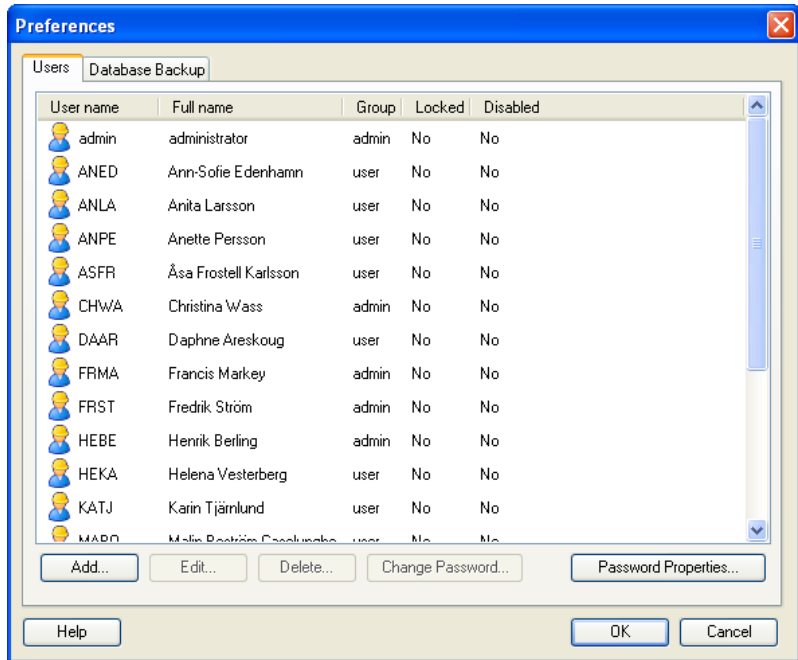 Preferences
Users Database Backup
User name Full name Group Locked Disabled
admin administrator admin No No
ANED Ann-Sofie Edenhamn user No No
ANLA Anita Larsson user No No
ANPE Anette Persson user No No
ASFR Åsa Frostell Karlsson user No No
CHWA Christina Wass admin No No
DAAR Daphne Areskoug user No No
FRMA Francis Markey admin No No
FRST Fredrik Ström admin No No
HEBE Henrik Berling admin No No
HEKA Helena Vesterberg user No No
KATJ Karin Tjärnlund user No No
Malin user No No
Add... Edit... Delete... Change Password... Password Properties...
Help OK Cancel